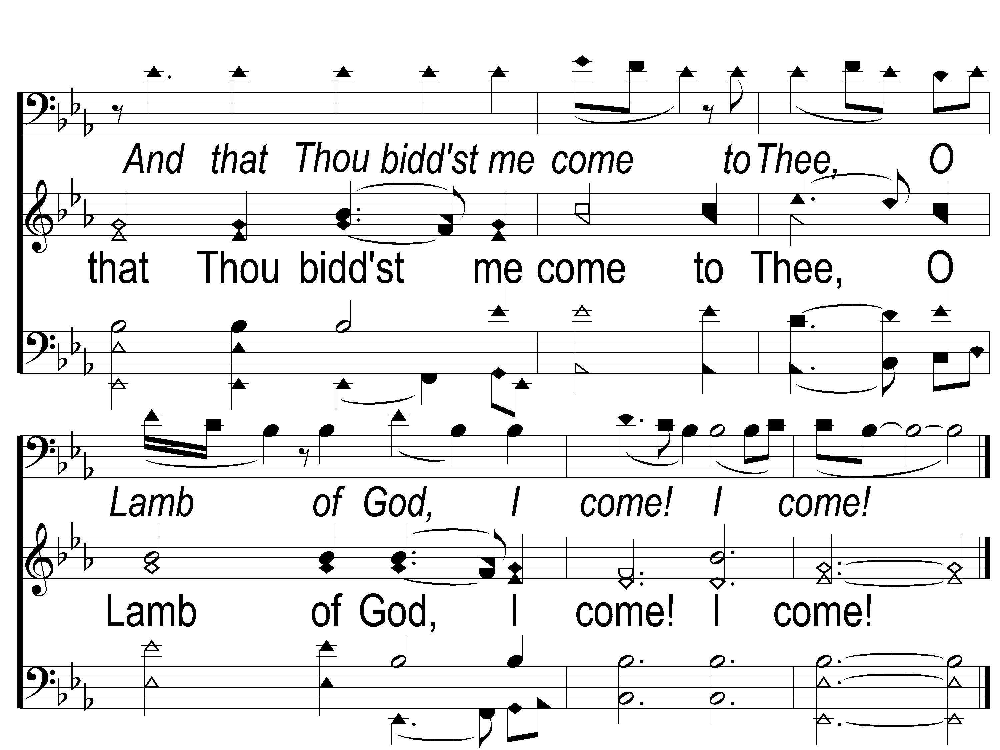 And that Thou bidd'st me come to Thee, O
that Thou bidd'st me come to Thee, O
Lamb of God, I come! I come!
Lamb of God, I come! I come!